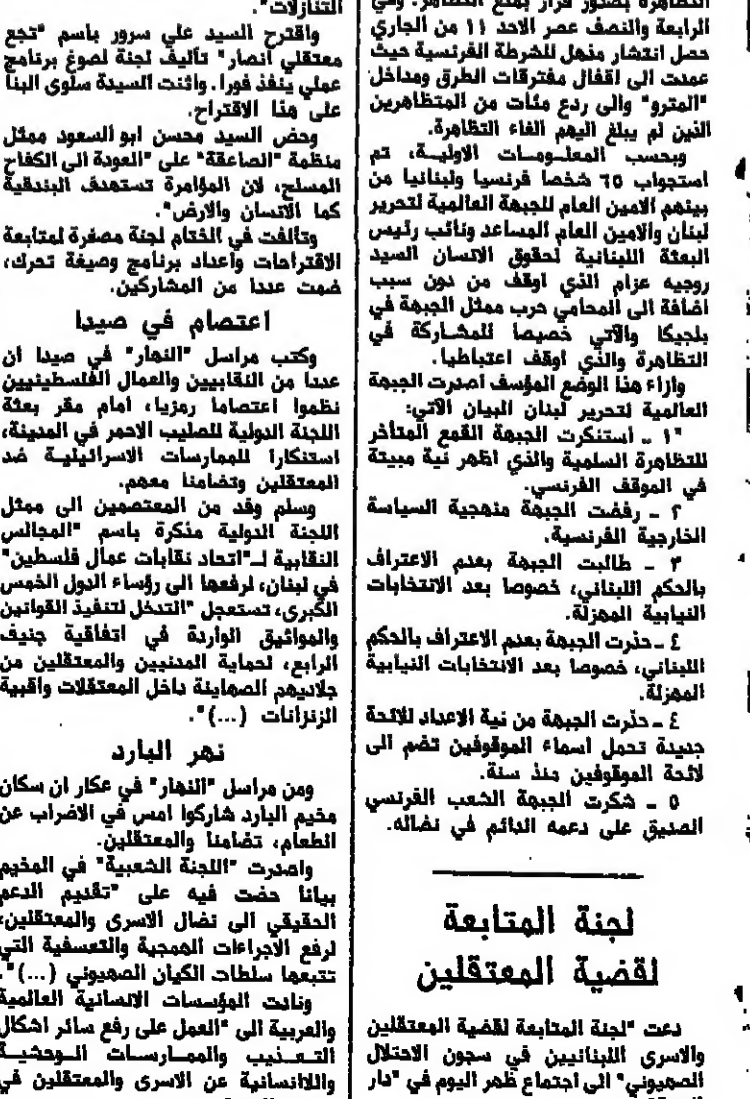 التظاهرة بصدور قرار بمنع التظاهر. وفي
الرابعة والنصف عصر الاحد ١١ من الجاري
حصل انتشار مذهل للشرطة الفرنسية حيث
عمدت الى اقفال مفترقات الطرق ومداخل
"المترو" والى ردع مئات من المتظاهرين
الذين لم يبلغ اليهم الغاء التظاهرة.
وبحسب المعلومات الاولية، تم
استجواب ٦٥ شخصا فرنسيا ولبنانيا من
بينهم الامين العام للجبهة العالمية لتحرير
لبنان والامين العام المساعد ونائب رئيس
البعثة اللبنانية لحقوق الانسان السيد
روجيه عزام الذي اوقف من دون سبب
اضافة الى المحامي حرب ممثل الجبهة في
بلجيكا والآتي خصيصا للمشاركة في
التظاهرة والذي اوقف اعتباطيا.
وازاء هذا الوضع المؤسف اصدرت الجبهة
العالمية لتحرير لبنان البيان الآتي:
"١ ـ استنكرت الجبهة القمع المتأخر
للتظاهرة السلمية والذي اظهر نية مبيتة
في الموقف الفرنسي.
٢ ـ رفضت الجبهة منهجية السياسة
الخارجية الفرنسية.
٣ ـ طالبت الجبهة بعدم الاعتراف
بالحكم اللبناني، خصوصا بعد الانتخابات
النيابية المهزلة.
٤ ـ حذرت الجبهة بعدم الاعتراف بالحكم
اللبناني، خصوصا بعد الانتخابات النيابية
المهزلة.
٤ ـ حذّرت الجبهة من نية الاعداد للائحة
جديدة تحمل اسماء الموقوفين تضم الى
لائحة الموقوفين منذ سنة.
٥ ـ شكرت الجبهة الشعب الفرنسي
الصديق على دعمه الدائم في نضاله.
لجنة المتابعة
لقضية المعتقلين
دعت "لجنة المتابعة لقضية المعتقلين
والاسرى اللبنانيين في سجون الاحتلال
الصهيوني" الى اجتماع ظهر اليوم في "دار
التنازلات".
واقترح السيد علي سرور باسم "تجع
معتقلي انصار" تأليف لجنة لصوغ برنامج
عملي ينفذ فورا. واثنت السيدة سلوى البنا
على هذا الاقتراح.
وحض السيد محسن ابو السعود ممثل
منظمة "الصاعقة" على "العودة الى الكفاح
المسلح، لان المؤامرة تستهدف البندقية
كما الانسان والارض".
وتألفت في الختام لجنة مصغرة لمتابعة
الاقتراحات واعداد برنامج وصيغة تحرك،
ضمت عددا من المشاركين.
اعتصام في صيدا
وكتب مراسل "النهار" في صيدا ان
عددا من النقابيين والعمال الفلسطينيين
نظموا اعتصاما رمزيا، امام مقر بعثة
اللجنة الدولية للصليب الاحمر في المدينة،
استنكارا للممارسات الاسرائيلية ضد
المعتقلين وتضامنا معهم.
وسلم وفد من المعتصمين الى ممثل
اللجنة الدولية مذكرة باسم "المجالس
النقابية لـ"اتحاد نقابات عمال فلسطين"
في لبنان، لرفعها الى رؤساء الدول الخمس
الكبرى، تستعجل "التدخل لتنفيذ القوانين
والمواثيق الواردة في اتفاقية جنيف
الرابع، لحماية المدنيين والمعتقلين من
جلاديهم الصهاينة داخل المعتقلات واقبية
الزنزانات (...)".
نهر البارد
ومن مراسل "النهار" في عكار ان سكان
مخيم البارد شاركوا امس في الاضراب عن
الطعام، تضامنا والمعتقلين.
واصدرت "اللجنة الشعبية" في المخيم
بيانا حضت فيه على "تقديم الدعم
الحقيقي الى نضال الاسرى والمعتقلين،
لرفع الاجراءات الهمجية والتعسفية التي
تتبعها سلطات الكيان الصهيوني (...)".
ونادت المؤسسات الانسانية العالمية
والعربية الى "العمل على رفع سائر اشكال
التعذيب والممارسات الوحشية
واللاانسانية عن الاسرى والمعتقلين في